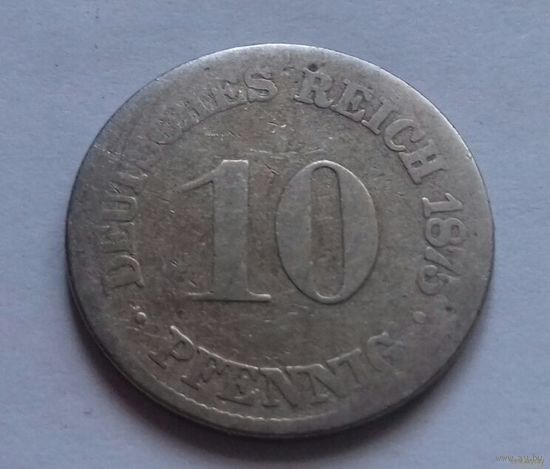 DEUTSCHES REICH 1875.
10
· PFENNIG